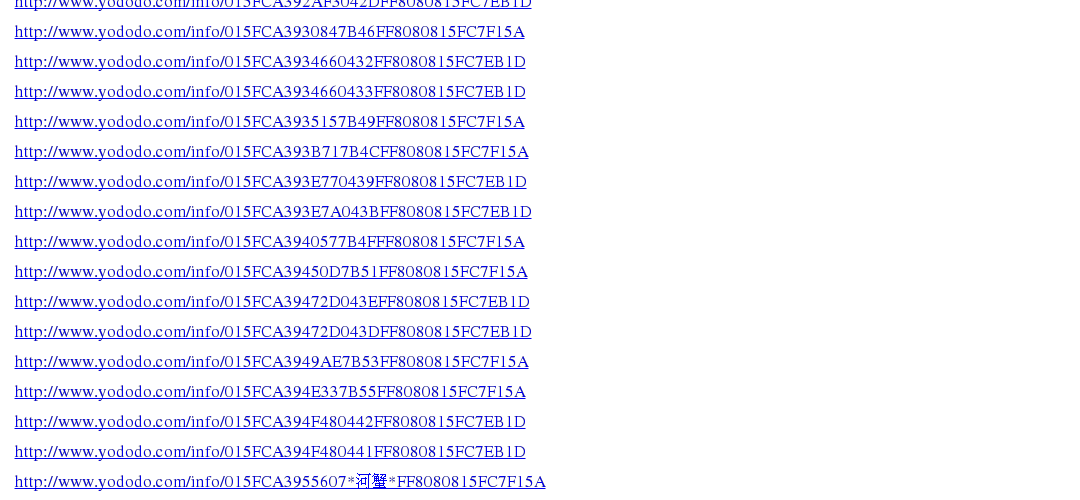 http://www.yododo.com/info/015FCA392AF3042DFF8080815FC7EB1D
http://www.yododo.com/info/015FCA3930847B46FF8080815FC7F15A
http://www.yododo.com/info/015FCA3934660432FF8080815FC7EB1D
http://www.yododo.com/info/015FCA3934660433FF8080815FC7EB1D
http://www.yododo.com/info/015FCA3935157B49FF8080815FC7F15A
http://www.yododo.com/info/015FCA393B717B4CFF8080815FC7F15A
http://www.yododo.com/info/015FCA393E770439FF8080815FC7EB1D
http://www.yododo.com/info/015FCA393E7A043BFF8080815FC7EB1D
http://www.yododo.com/info/015FCA3940577B4FFF8080815FC7F15A
http://www.yododo.com/info/015FCA39450D7B51FF8080815FC7F15A
http://www.yododo.com/info/015FCA39472D043EFF8080815FC7EB1D
http://www.yododo.com/info/015FCA39472D043DFF8080815FC7EB1D
http://www.yododo.com/info/015FCA3949AE7B53FF8080815FC7F15A
http://www.yododo.com/info/015FCA394E337B55FF8080815FC7F15A
http://www.yododo.com/info/015FCA394F480442FF8080815FC7EB1D
http://www.yododo.com/info/015FCA394F480441FF8080815FC7EB1D
http://www.yododo.com/info/015FCA3955607*河蟹*FF8080815FC7F15A